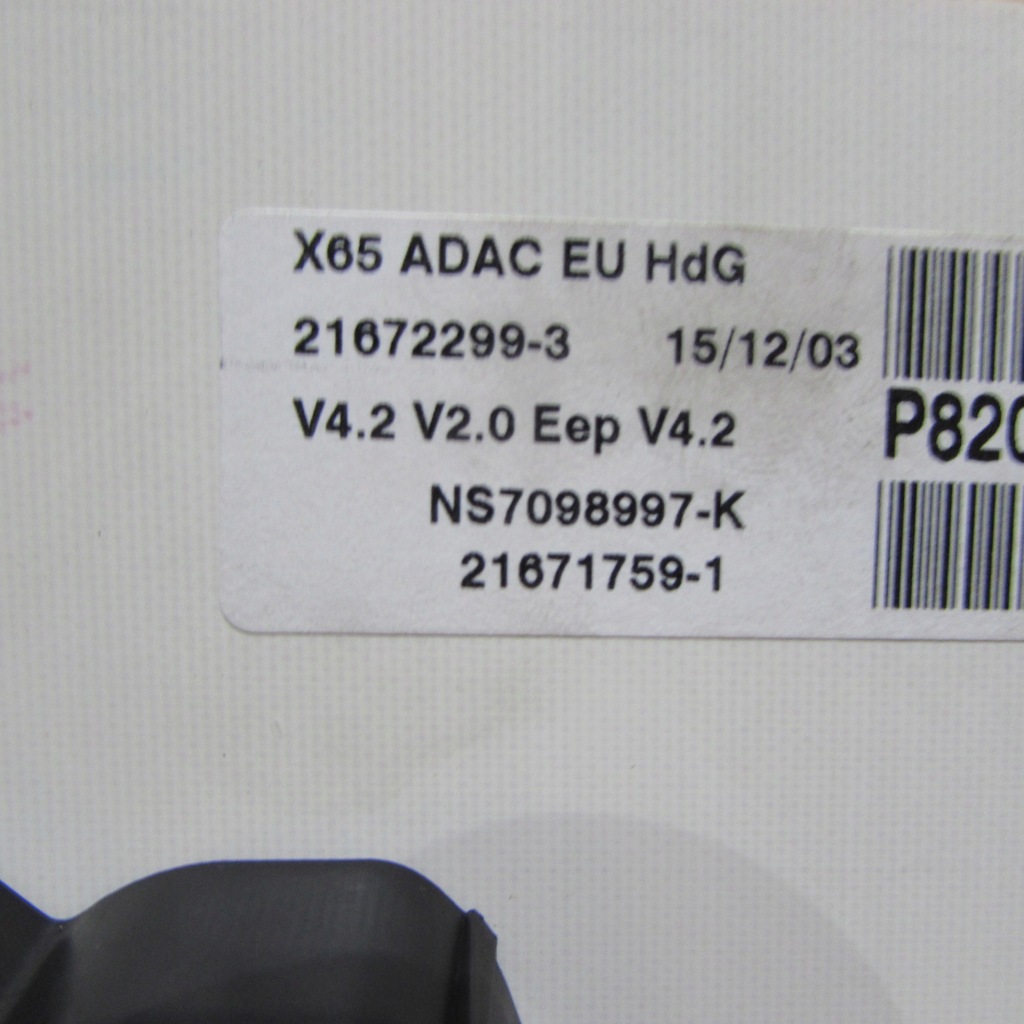 X65 ADAC EU HdG
21672299-3 15/12/03
V4.2 V2.0 Eep V4.2
NS7098997-K
21671759-1
P820